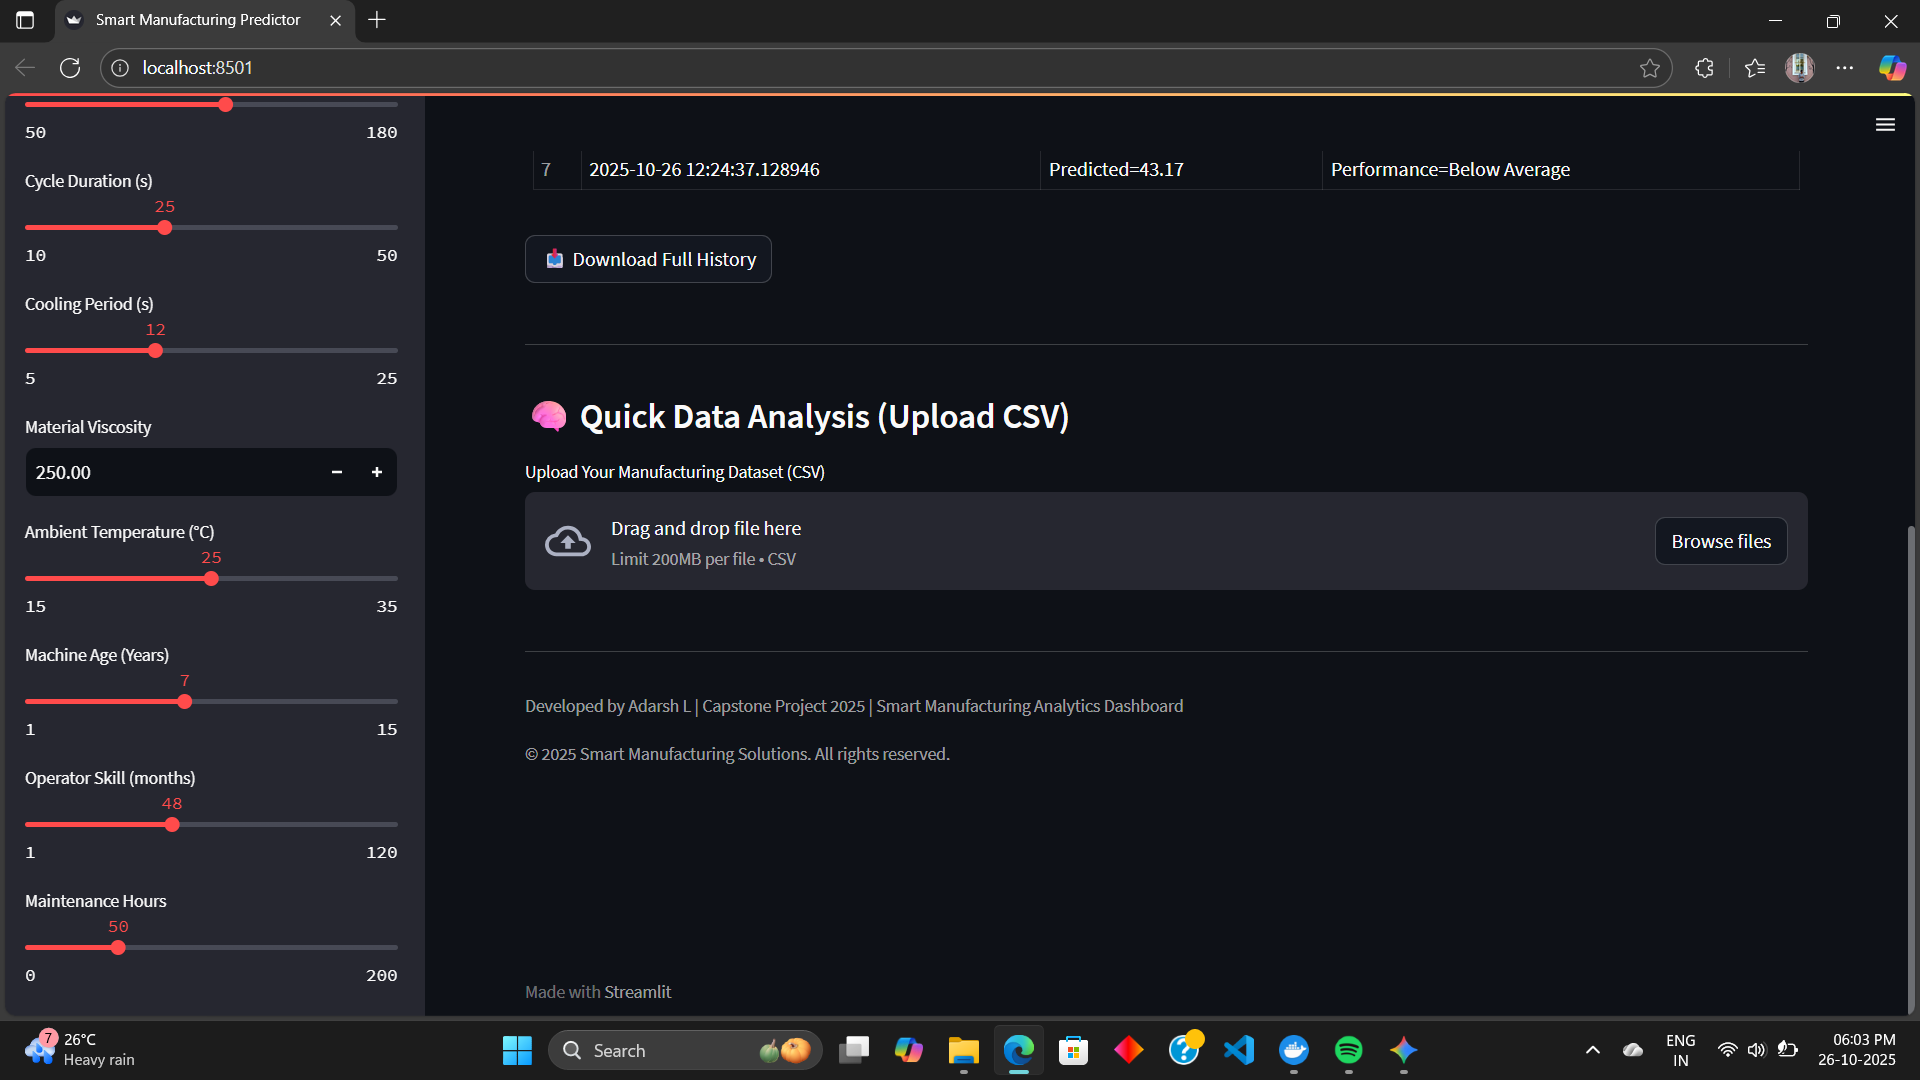 Smart Manufacturing Predictor
localhost:8501
50 180
Cycle Duration (s)
25
10 50
Cooling Period (s)
12
5 25
Material Viscosity
250.00
Ambient Temperature (°C)
25
15 35
Machine Age (Years)
7
1 15
Operator Skill (months)
48
1 120
Maintenance Hours
50
0 200
7 2025-10-26 12:24:37.128946 Predicted=43.17 Performance=Below Average
Download Full History
Quick Data Analysis (Upload CSV)
Upload Your Manufacturing Dataset (CSV)
Drag and drop file here
Limit 200MB per file • CSV
Browse files
Developed by Adarsh L | Capstone Project 2025 | Smart Manufacturing Analytics Dashboard
© 2025 Smart Manufacturing Solutions. All rights reserved.
Made with Streamlit
7
26°C
Heavy rain
Search
ENG
IN
06:03 PM
26-10-2025